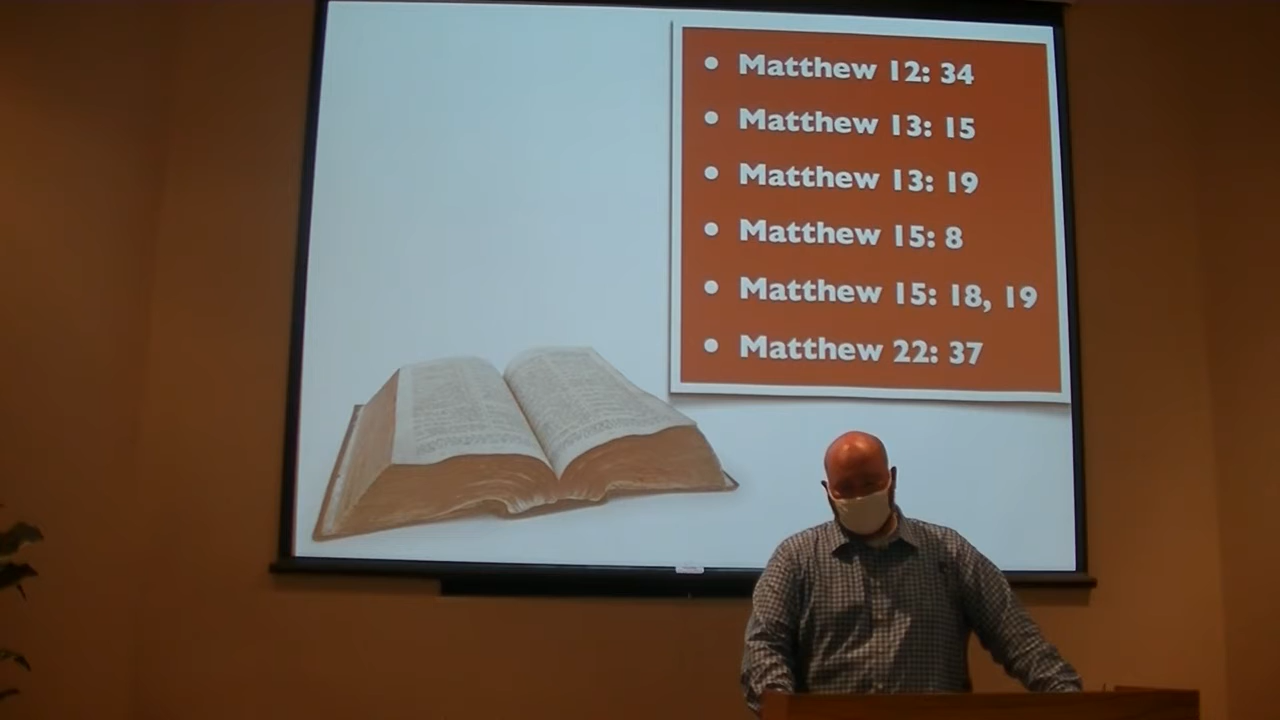 • Matthew 12: 34
• Matthew 13: 15
• Matthew 13: 19
• Matthew 15: 8
• Matthew 15: 18, 19
• Matthew 22: 37